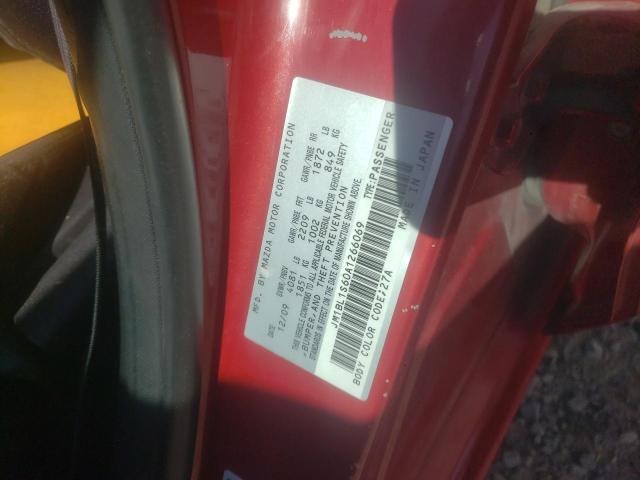 MFD. BY MAZDA MOTOR CORPORATION
DATE GVWR/PNBV GAWR/PNBE FRT GAWR/PNBE RR
12/09 4081 LB 2209 LB 1872 LB
1851 KG 1002 KG 849 KG
THIS VEHICLE CONFORMS TO ALL APPLICABLE FEDERAL MOTOR VEHICLE SAFETY
BUMPER, AND THEFT PREVENTION
STANDARDS IN EFFECT ON THE DATE OF MANUFACTURE SHOWN ABOVE.
JM1BL1S60A1266069 TYPE:PASSENGER
BODY COLOR CODE:27A MADE IN JAPAN